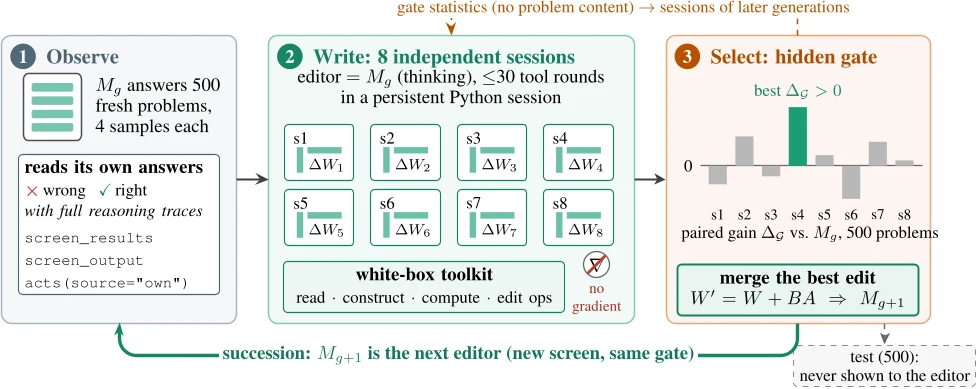 gate statistics (no problem content) → sessions of later generations
1 Observe
M_g answers 500
fresh problems,
4 samples each
reads its own answers
× wrong ✓ right
with full reasoning traces
screen_results
screen_output
acts(source="own")
2 Write: 8 independent sessions
editor = M_g (thinking), ≤30 tool rounds
in a persistent Python session
s1 s2 s3 s4
ΔW_1 ΔW_2 ΔW_3 ΔW_4
s5 s6 s7 s8
ΔW_5 ΔW_6 ΔW_7 ΔW_8
white-box toolkit
read · construct · compute · edit ops
∇
no
gradient
3 Select: hidden gate
best Δ_𝒢 > 0
0
s1 s2 s3 s4 s5 s6 s7 s8
paired gain Δ_𝒢 vs. M_g, 500 problems
merge the best edit
W′ = W + BA ⇒ M_{g+1}
succession: M_{g+1} is the next editor (new screen, same gate)
test (500):
never shown to the editor